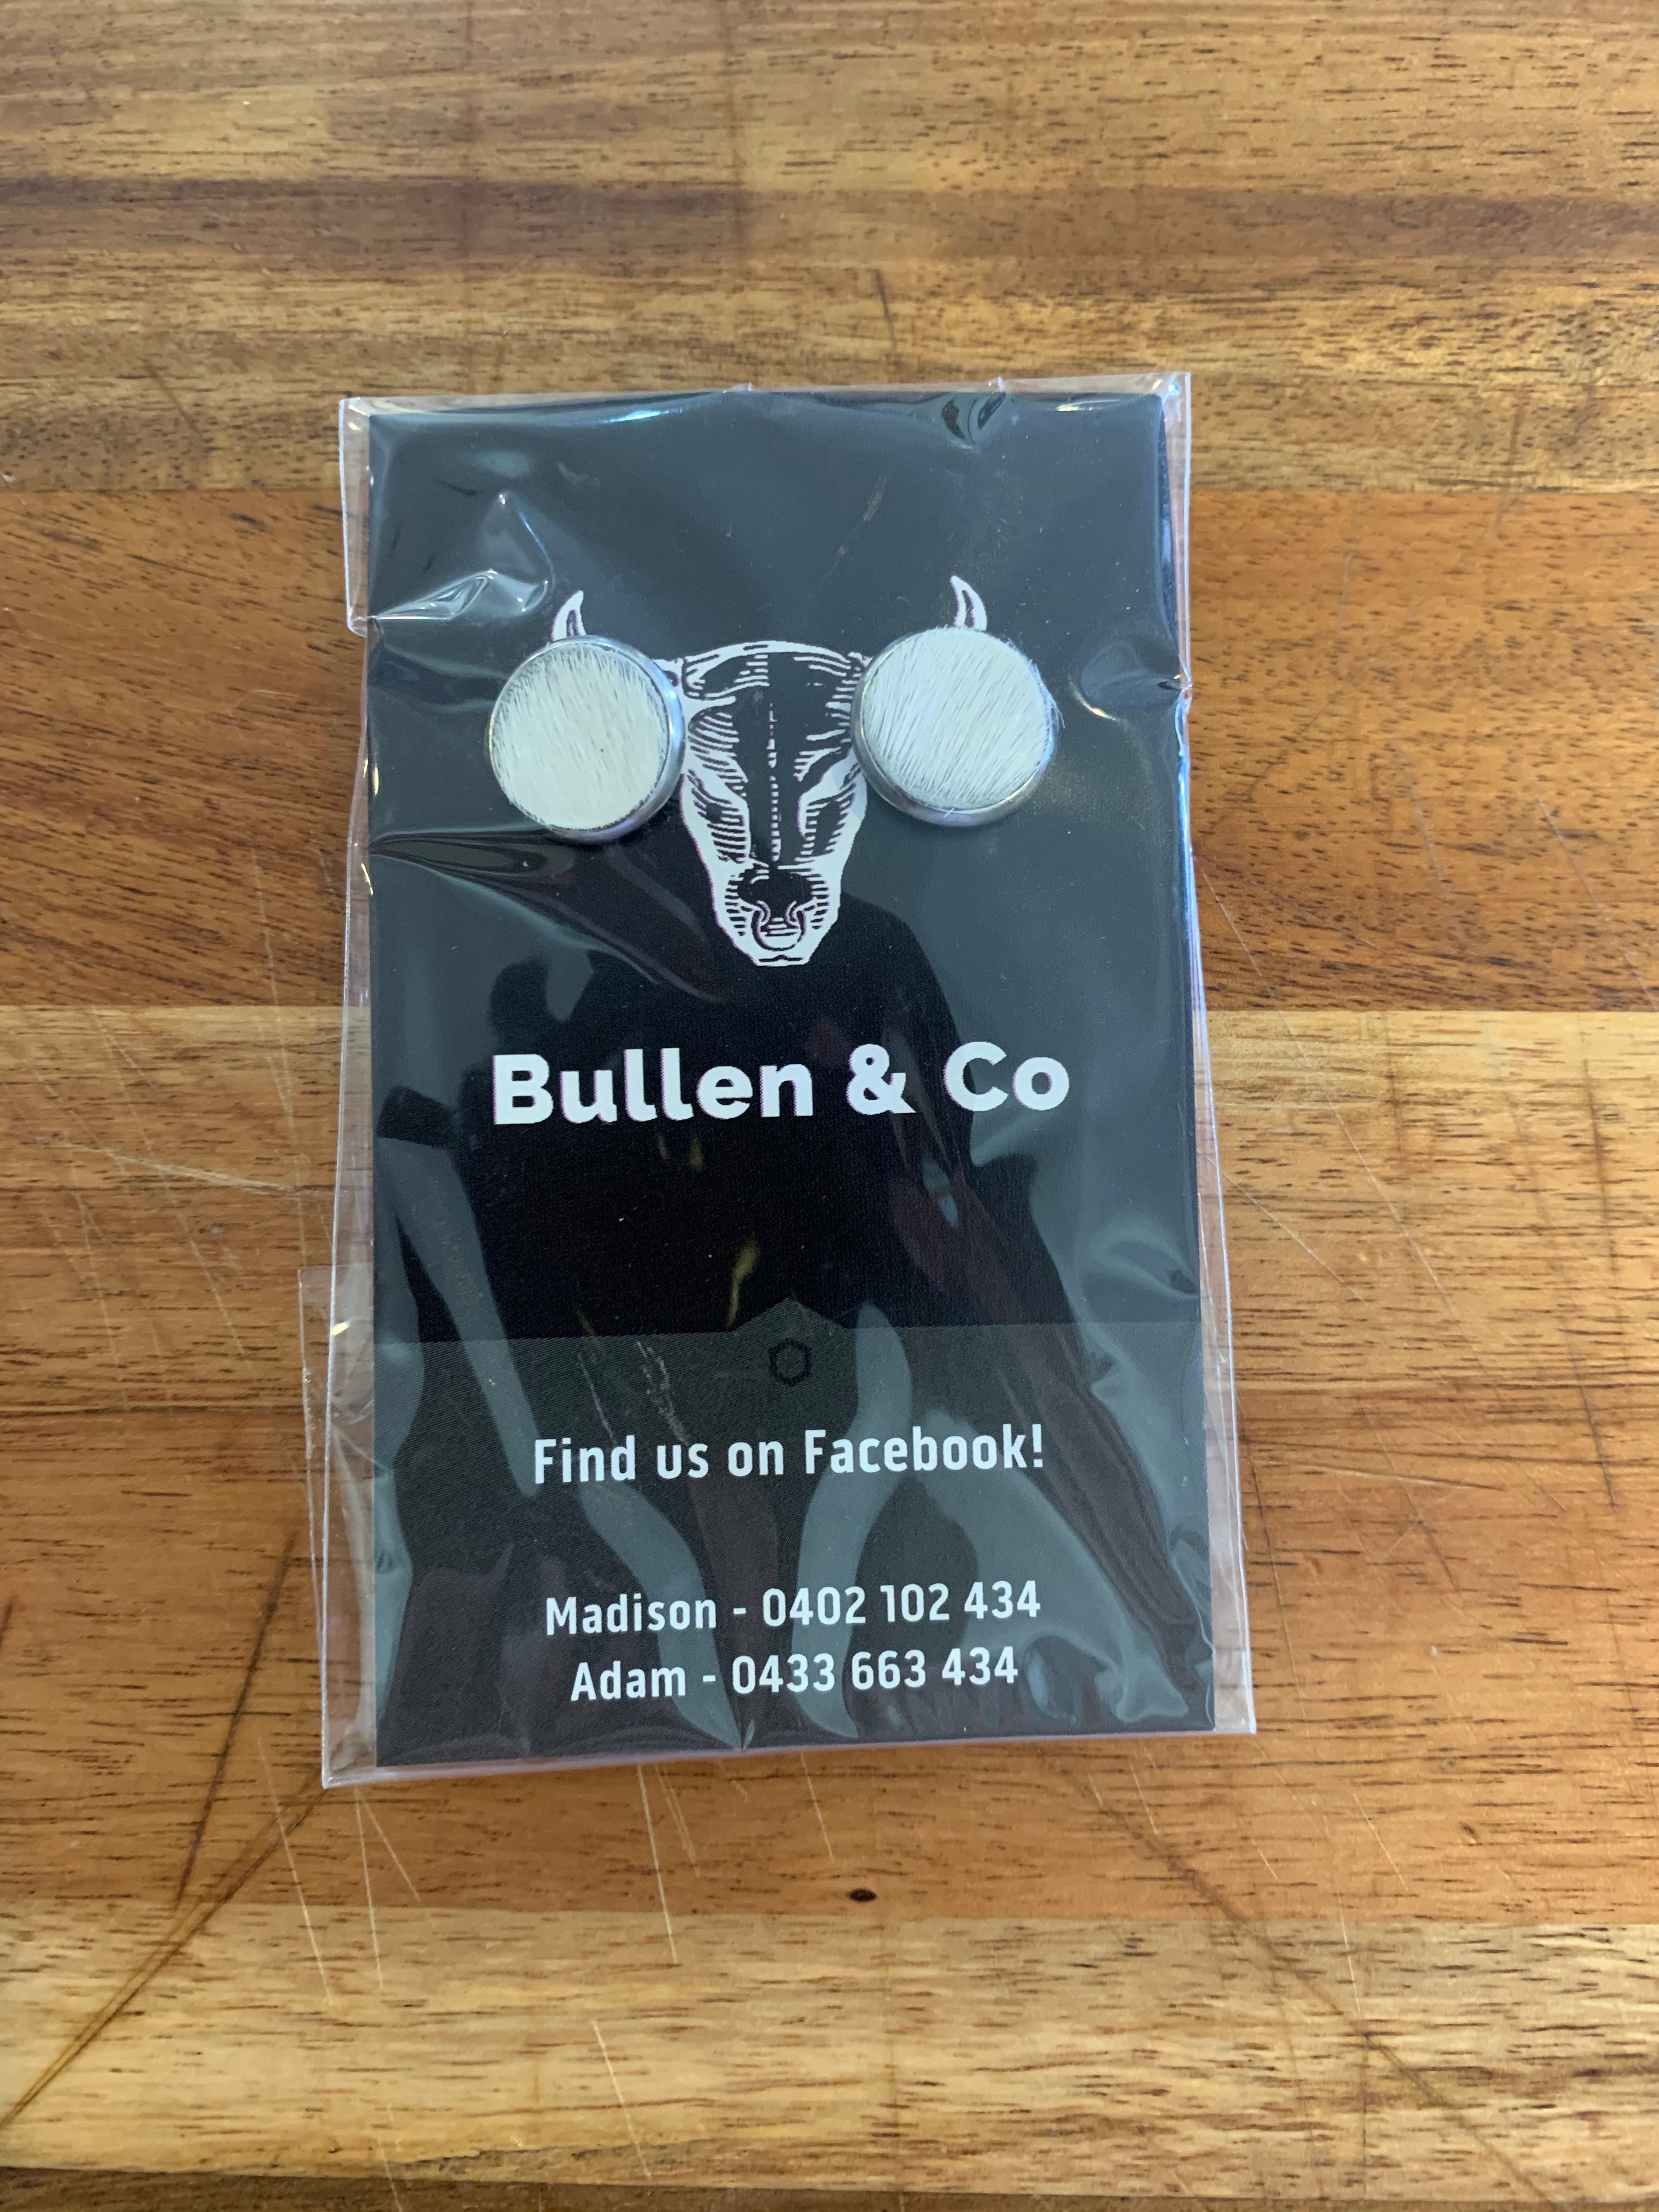 Bullen & Co
Find us on Facebook!
Madison - 0402 102 434
Adam - 0433 663 434